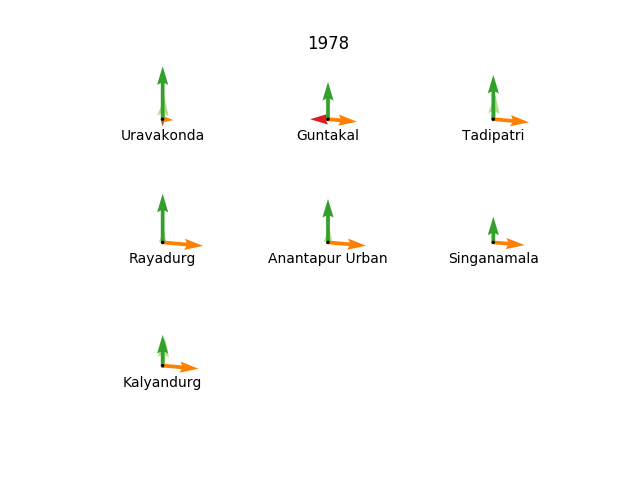 1978
Uravakonda
Guntakal
Tadipatri
Rayadurg
Anantapur Urban
Singanamala
Kalyandurg